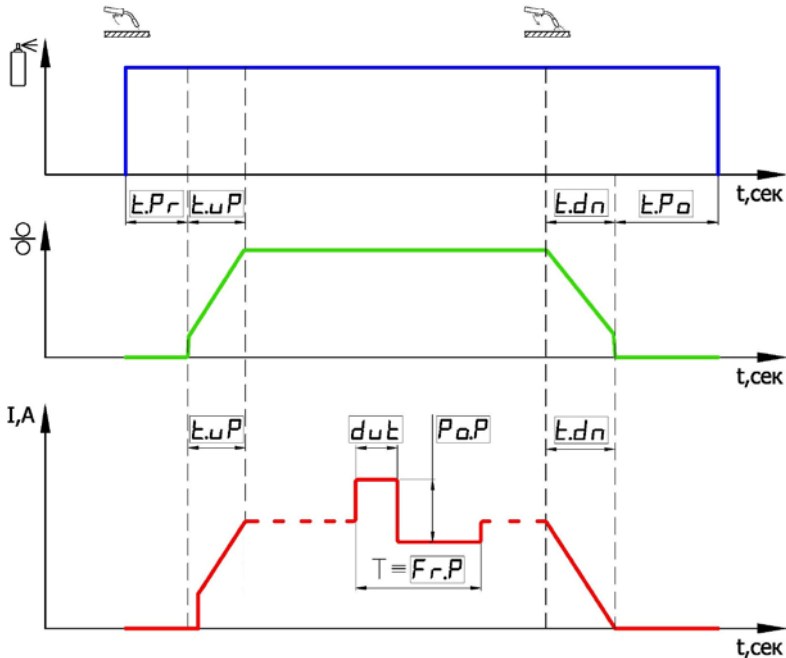 t.Pr t.uP t.dn t.Po t,сек
t,сек
I,A
t.uP dut Po.P t.dn
T ≡ Fr.P
t,сек